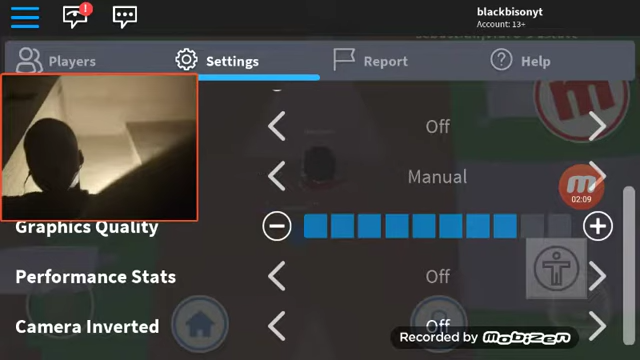 blackbisonyt
Account: 13+
Players
Settings
Report
Help
Off
Manual
02:09
Graphics Quality
Performance Stats
Off
Camera Inverted
Off
Recorded by Mobizen